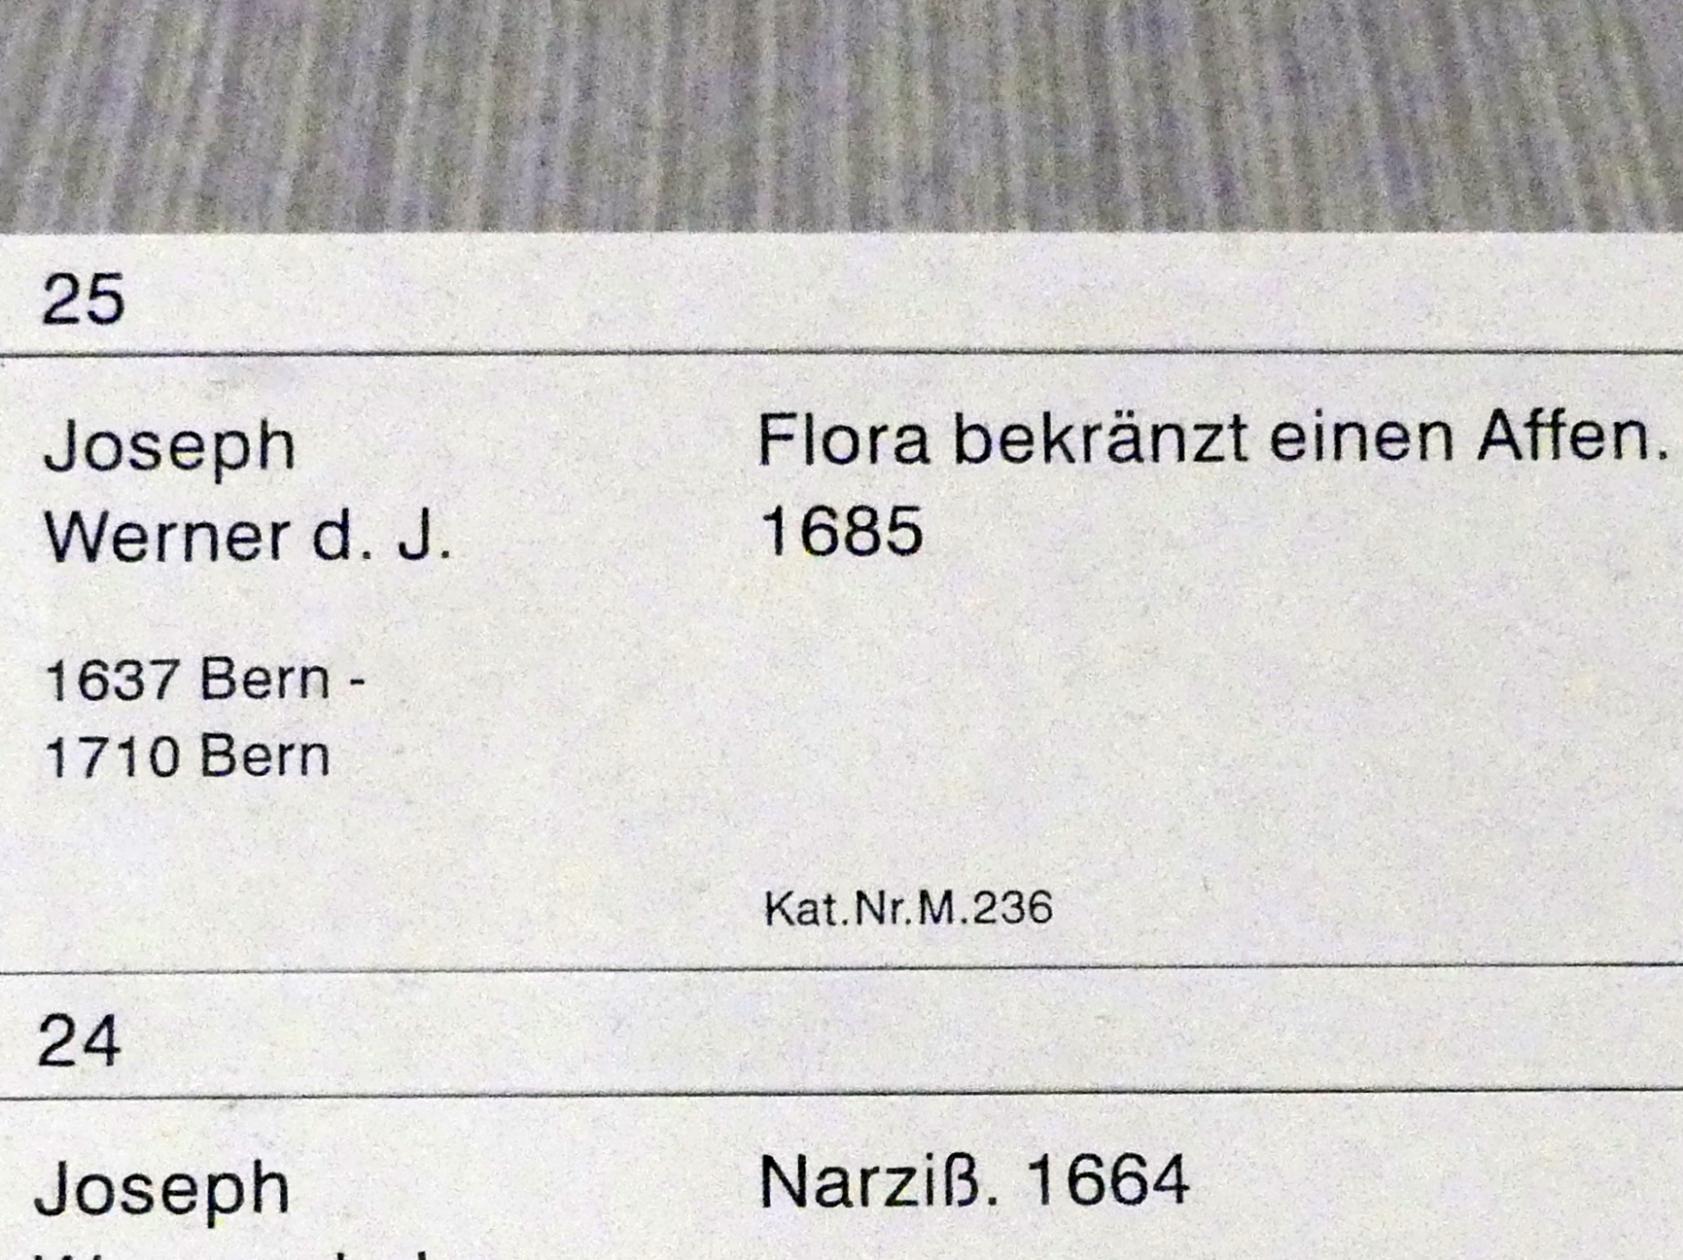 25
Joseph
Werner d. J.
1637 Bern -
1710 Bern
Flora bekränzt einen Affen.
1685
Kat.Nr.M.236
24
Joseph
Narziß. 1664